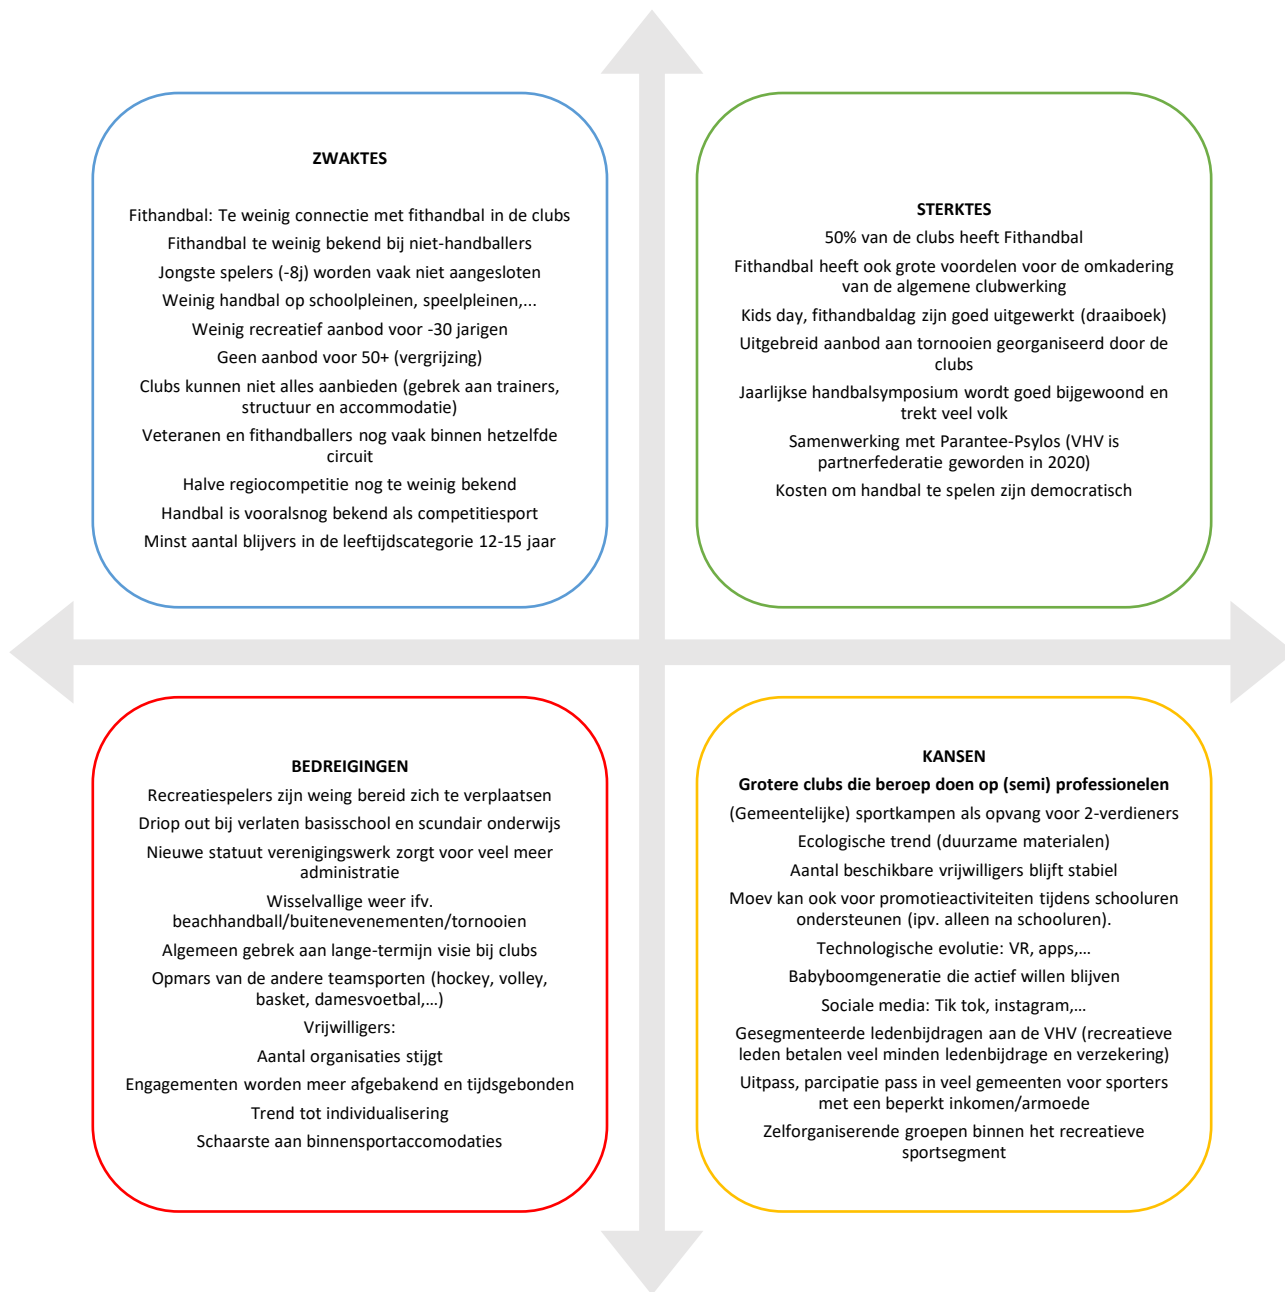 ZWAKTES
Fithandbal: Te weinig connectie met fithandbal in de clubs
Fithandbal te weinig bekend bij niet-handballers
Jongste spelers (-8j) worden vaak niet aangesloten
Weinig handbal op schoolpleinen, speelpleinen,...
Weinig recreatief aanbod voor -30 jarigen
Geen aanbod voor 50+ (vergrijzing)
Clubs kunnen niet alles aanbieden (gebrek aan trainers,
structuur en accommodatie)
Veteranen en fithandballers nog vaak binnen hetzelfde
circuit
Halve regiocompetitie nog te weinig bekend
Handbal is vooralsnog bekend als competitiesport
Minst aantal blijvers in de leeftijdscategorie 12-15 jaar
STERKTES
50% van de clubs heeft Fithandbal
Fithandbal heeft ook grote voordelen voor de omkadering
van de algemene clubwerking
Kids day, fithandbaldag zijn goed uitgewerkt (draaiboek)
Uitgebreid aanbod aan tornooien georganiseerd door de
clubs
Jaarlijkse handbalsymposium wordt goed bijgewoond en
trekt veel volk
Samenwerking met Parantee-Psylos (VHV is
partnerfederatie geworden in 2020)
Kosten om handbal te spelen zijn democratisch
BEDREIGINGEN
Recreatiespelers zijn weing bereid zich te verplaatsen
Driop out bij verlaten basisschool en scundair onderwijs
Nieuwe statuut verenigingswerk zorgt voor veel meer
administratie
Wisselvallige weer ifv.
beachhandball/buitenevenementen/tornooien
Algemeen gebrek aan lange-termijn visie bij clubs
Opmars van de andere teamsporten (hockey, volley,
basket, damesvoetbal,...)
Vrijwilligers:
Aantal organisaties stijgt
Engagementen worden meer afgebakend en tijdsgebonden
Trend tot individualisering
Schaarste aan binnensportaccomodaties
KANSEN
Grotere clubs die beroep doen op (semi) professionelen
(Gemeentelijke) sportkampen als opvang voor 2-verdieners
Ecologische trend (duurzame materialen)
Aantal beschikbare vrijwilligers blijft stabiel
Moev kan ook voor promotieactiviteiten tijdens schooluren
ondersteunen (ipv. alleen na schooluren).
Technologische evolutie: VR, apps,...
Babyboomgeneratie die actief willen blijven
Sociale media: Tik tok, instagram,...
Gesegmenteerde ledenbijdragen aan de VHV (recreatieve
leden betalen veel minden ledenbijdrage en verzekering)
Uitpass, parcipatie pass in veel gemeenten voor sporters
met een beperkt inkomen/armoede
Zelforganiserende groepen binnen het recreatieve
sportsegment